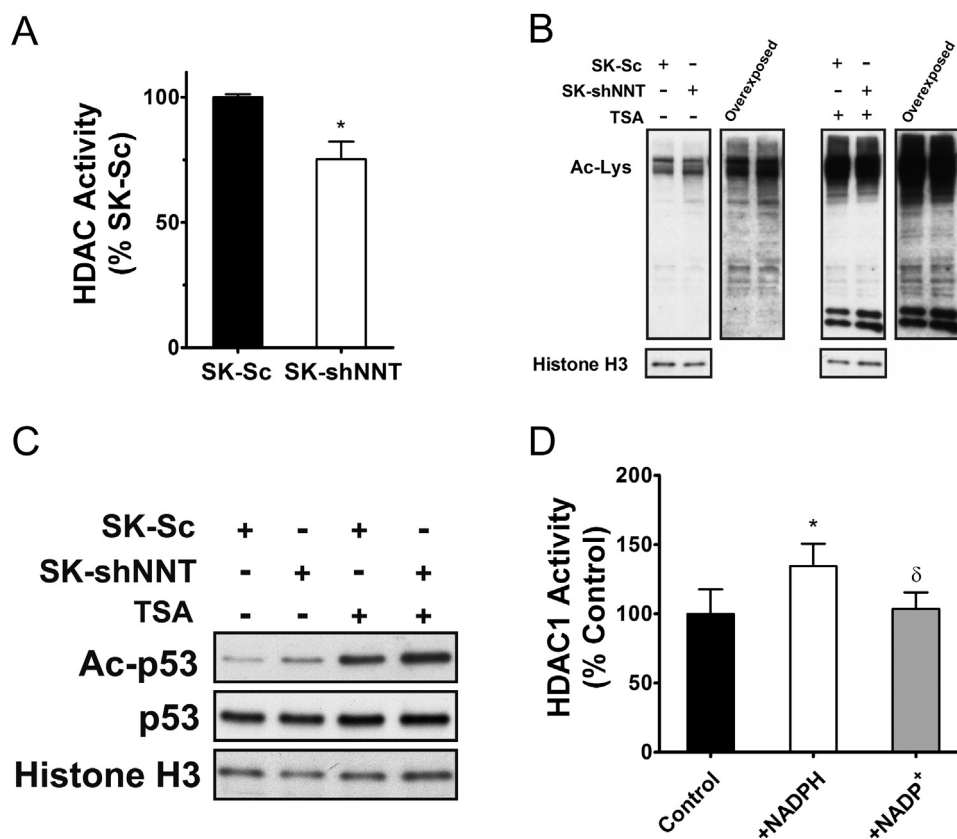 A
HDAC Activity
(% SK-Sc)
100
50
0
*
SK-Sc SK-shNNT
B
SK-Sc + - + -
SK-shNNT - + - +
TSA - - + +
Overexposed
Overexposed
Ac-Lys
Histone H3
C
SK-Sc + - + -
SK-shNNT - + - +
TSA - - + +
Ac-p53
p53
Histone H3
D
HDAC1 Activity
(% Control)
200
150
100
50
0
*
δ
Control
+NADPH
+NADP⁺